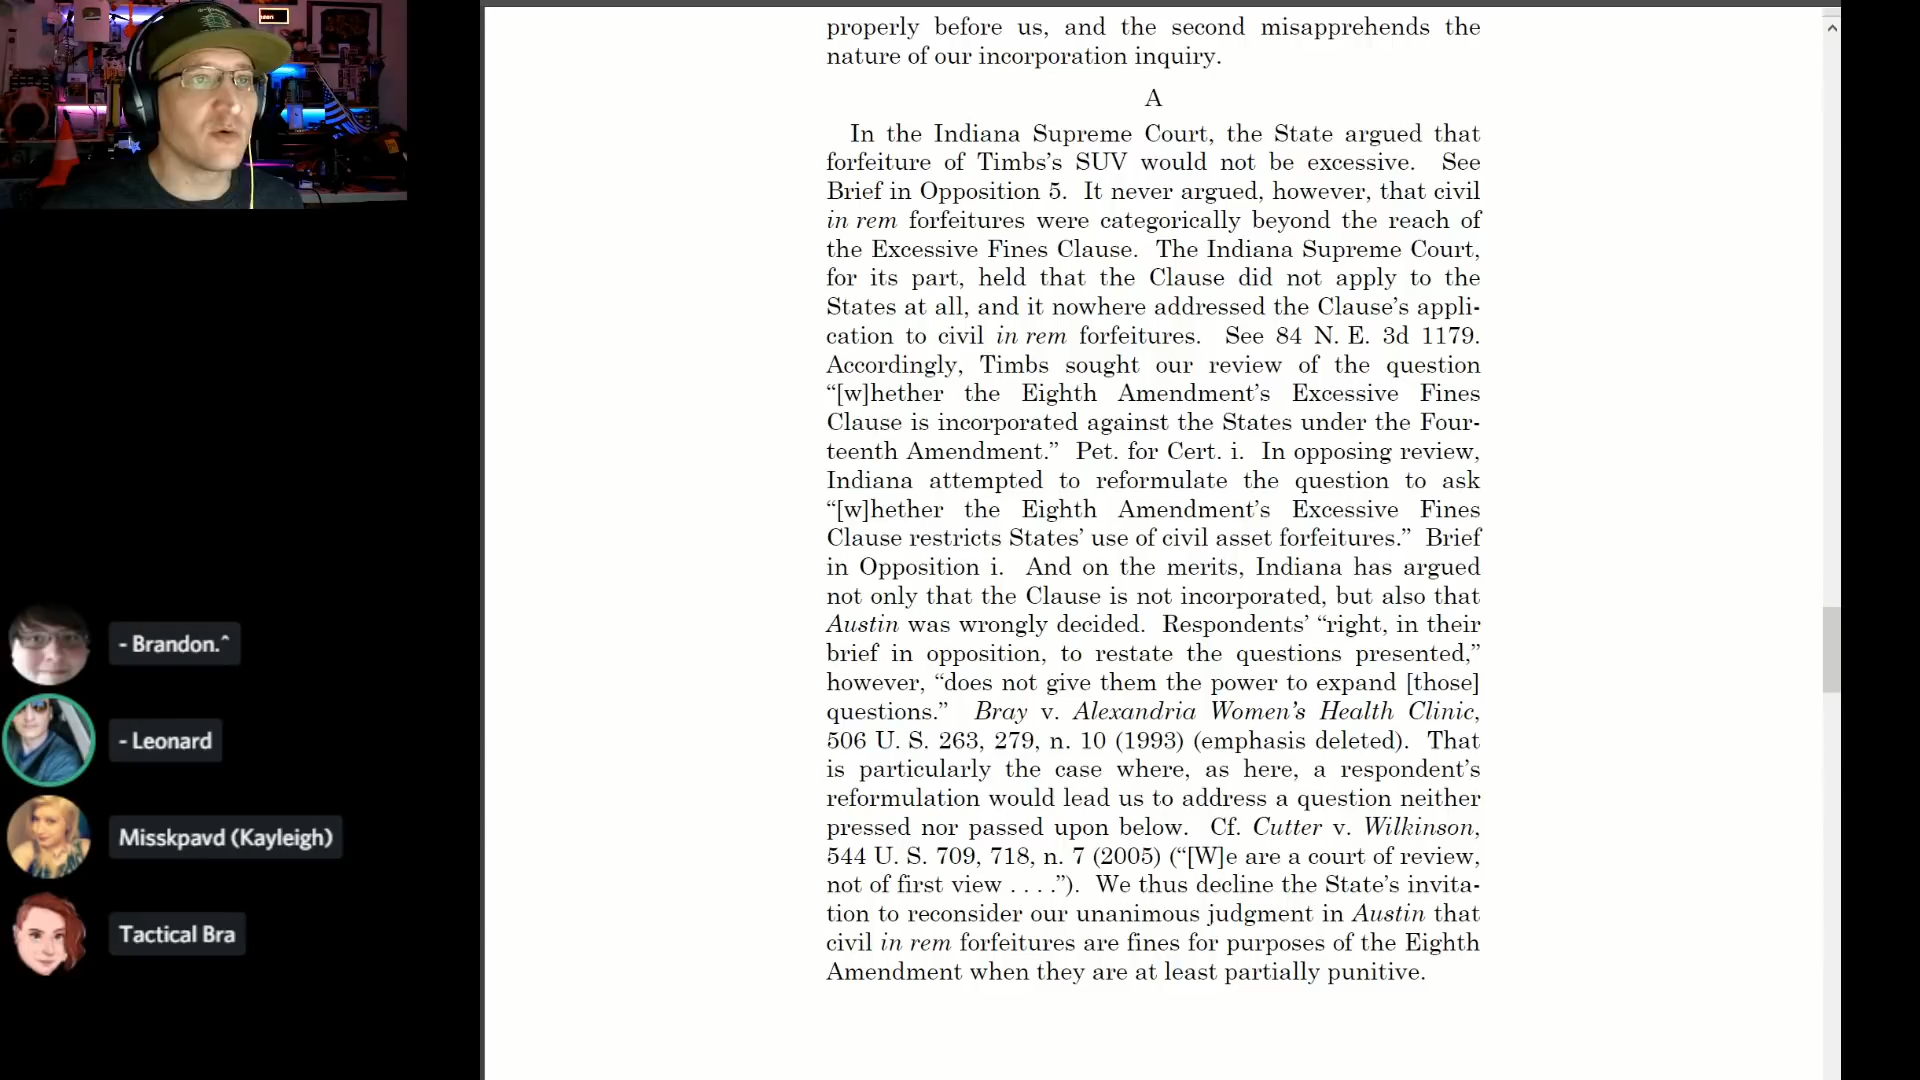 properly before us, and the second misapprehends the
nature of our incorporation inquiry.
A
In the Indiana Supreme Court, the State argued that
forfeiture of Timbs's SUV would not be excessive. See
Brief in Opposition 5. It never argued, however, that civil
in rem forfeitures were categorically beyond the reach of
the Excessive Fines Clause. The Indiana Supreme Court,
for its part, held that the Clause did not apply to the
States at all, and it nowhere addressed the Clause's appli-
cation to civil in rem forfeitures. See 84 N. E. 3d 1179.
Accordingly, Timbs sought our review of the question
“[w]hether the Eighth Amendment's Excessive Fines
Clause is incorporated against the States under the Four-
teenth Amendment.” Pet. for Cert. i. In opposing review,
Indiana attempted to reformulate the question to ask
“[w]hether the Eighth Amendment's Excessive Fines
Clause restricts States' use of civil asset forfeitures.” Brief
in Opposition i. And on the merits, Indiana has argued
not only that the Clause is not incorporated, but also that
Austin was wrongly decided. Respondents' “right, in their
brief in opposition, to restate the questions presented,”
however, “does not give them the power to expand [those]
questions.” Bray v. Alexandria Women's Health Clinic,
506 U. S. 263, 279, n. 10 (1993) (emphasis deleted). That
is particularly the case where, as here, a respondent's
reformulation would lead us to address a question neither
pressed nor passed upon below. Cf. Cutter v. Wilkinson,
544 U. S. 709, 718, n. 7 (2005) (“[W]e are a court of review,
not of first view . . . .”). We thus decline the State's invita-
tion to reconsider our unanimous judgment in Austin that
civil in rem forfeitures are fines for purposes of the Eighth
Amendment when they are at least partially punitive.
- Brandon.^
- Leonard
Misskpavd (Kayleigh)
Tactical Bra